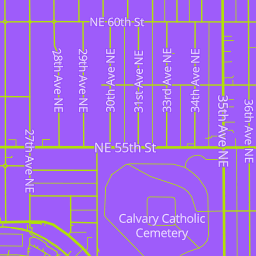 NE 60th St
28th Ave NE
29th Ave NE
30th Ave NE
31st Ave NE
33rd Ave NE
34th Ave NE
35th Ave NE
36th Ave NE
27th Ave NE
NE 55th St
Calvary Catholic
Cemetery